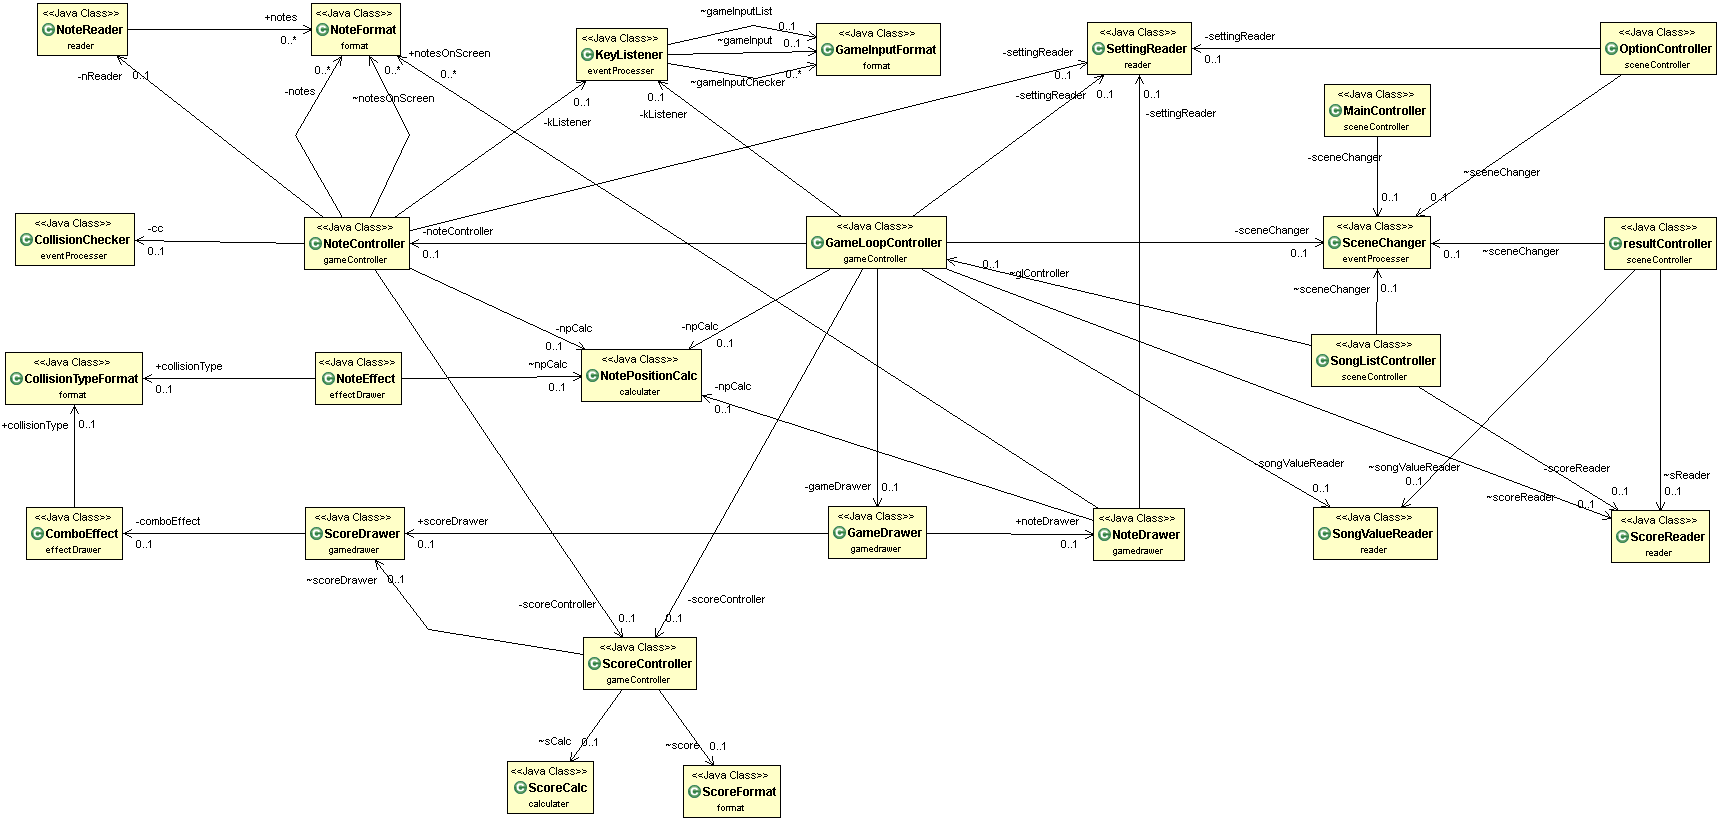 <<Java Class>>
NoteReader
reader
+notes
0..*
<<Java Class>>
NoteFormat
format
+notesOnScreen
0..*
-nReader
0..1
-notes
0..*
~notesOnScreen
0..*
<<Java Class>>
KeyListener
eventProcesser
~gameInputList
0..1
~gameInput
0..1
~gameInputChecker
0..*
<<Java Class>>
GameInputFormat
format
-kListener
0..1
-kListener
0..1
-settingReader
0..1
<<Java Class>>
SettingReader
reader
-settingReader
0..1
-settingReader
0..1
-settingReader
0..1
<<Java Class>>
OptionController
sceneController
<<Java Class>>
MainController
sceneController
-sceneChanger
0..1
~sceneChanger
0..1
<<Java Class>>
CollisionChecker
eventProcesser
-cc
0..1
<<Java Class>>
NoteController
gameController
-noteController
0..1
<<Java Class>>
GameLoopController
gameController
-sceneChanger
0..1
<<Java Class>>
SceneChanger
eventProcesser
~sceneChanger
0..1
<<Java Class>>
resultController
sceneController
0..1
~glController
~sceneChanger
0..1
-npCalc
0..1
-npCalc
0..1
<<Java Class>>
CollisionTypeFormat
format
+collisionType
0..1
<<Java Class>>
NoteEffect
effectDrawer
~npCalc
0..1
<<Java Class>>
NotePositionCalc
calculater
-npCalc
0..1
<<Java Class>>
SongListController
sceneController
+collisionType
0..1
-gameDrawer
0..1
-songValueReader
0..1
~songValueReader
0..1
-scoreReader
0..1
~scoreReader
0..1
~sReader
0..1
<<Java Class>>
ComboEffect
effectDrawer
-comboEffect
0..1
<<Java Class>>
ScoreDrawer
gamedrawer
+scoreDrawer
0..1
<<Java Class>>
GameDrawer
gamedrawer
+noteDrawer
0..1
<<Java Class>>
NoteDrawer
gamedrawer
<<Java Class>>
SongValueReader
reader
<<Java Class>>
ScoreReader
reader
~scoreDrawer
0..1
-scoreController
0..1
-scoreController
0..1
<<Java Class>>
ScoreController
gameController
~sCalc
0..1
~score
0..1
<<Java Class>>
ScoreCalc
calculater
<<Java Class>>
ScoreFormat
format